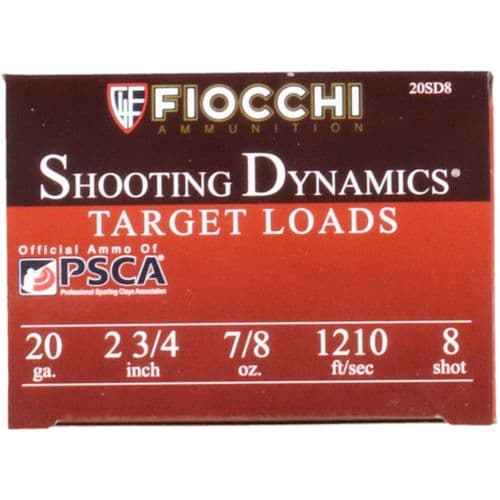 FIOCCHI
AMMUNITION
20SD8
SHOOTING DYNAMICS®
TARGET LOADS
Official Ammo Of
PSCA®
Professional Sporting Clays Association
20 2 3/4 7/8 1210 8
ga. inch oz. ft/sec shot